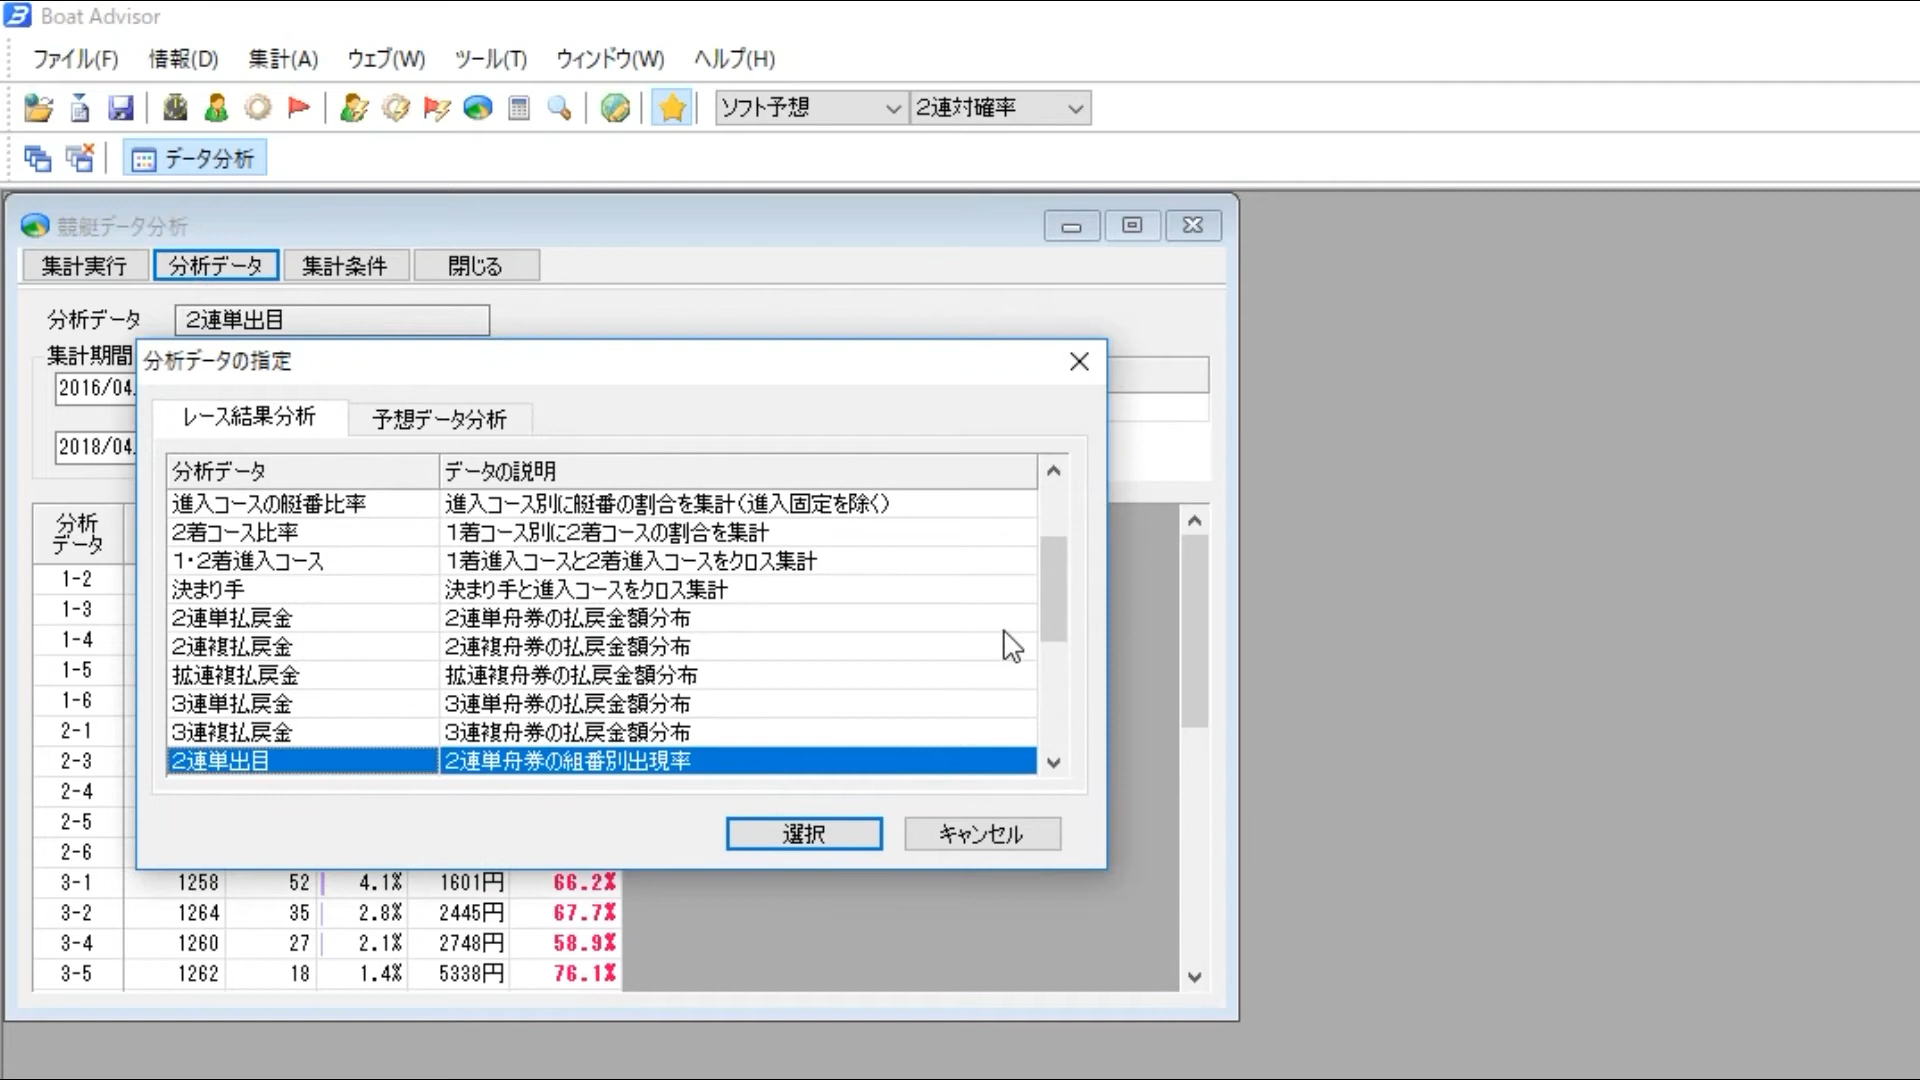 Boat Advisor
ファイル(F) 情報(D) 集計(A) ウェブ(W) ツール(T) ウィンドウ(W) ヘルプ(H)
ソフト予想 2連対確率
データ分析
競艇データ分析
集計実行 分析データ 集計条件 閉じる
分析データ 2連単出目
集計期間
2016/04.
2018/04.
分析データの指定
レース結果分析 予想データ分析
分析データ データの説明
進入コースの艇番比率 進入コース別に艇番の割合を集計(進入固定を除く)
2着コース比率 1着コース別に2着コースの割合を集計
1・2着進入コース 1着進入コースと2着進入コースをクロス集計
決まり手 決まり手と進入コースをクロス集計
2連単払戻金 2連単舟券の払戻金額分布
2連複払戻金 2連複舟券の払戻金額分布
拡連複払戻金 拡連複舟券の払戻金額分布
3連単払戻金 3連単舟券の払戻金額分布
3連複払戻金 3連複舟券の払戻金額分布
2連単出目 2連単舟券の組番別出現率
選択 キャンセル
分析
データ
1-2
1-3
1-4
1-5
1-6
2-1
2-3
2-4
2-5
2-6
3-1 1258 52 4.1% 1601円 66.2%
3-2 1264 35 2.8% 2445円 67.7%
3-4 1260 27 2.1% 2748円 58.9%
3-5 1262 18 1.4% 5338円 76.1%